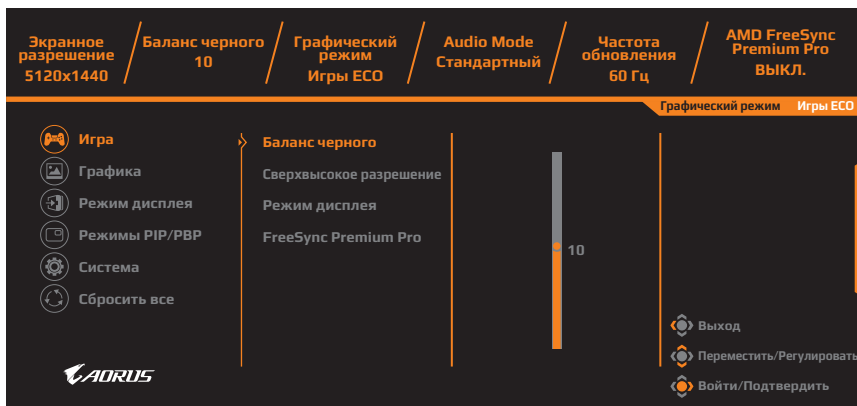 Экранное
разрешение
5120x1440
Баланс черного
10
Графический
режим
Игры ECO
Audio Mode
Стандартный
Частота
обновления
60 Гц
AMD FreeSync
Premium Pro
ВЫКЛ.
Графический режим Игры ECO
Игра
Графика
Режим дисплея
Режимы PIP/PBP
Система
Сбросить все
Баланс черного
Сверхвысокое разрешение
Режим дисплея
FreeSync Premium Pro
10
Выход
Переместить/Регулировать
Войти/Подтвердить
AORUS